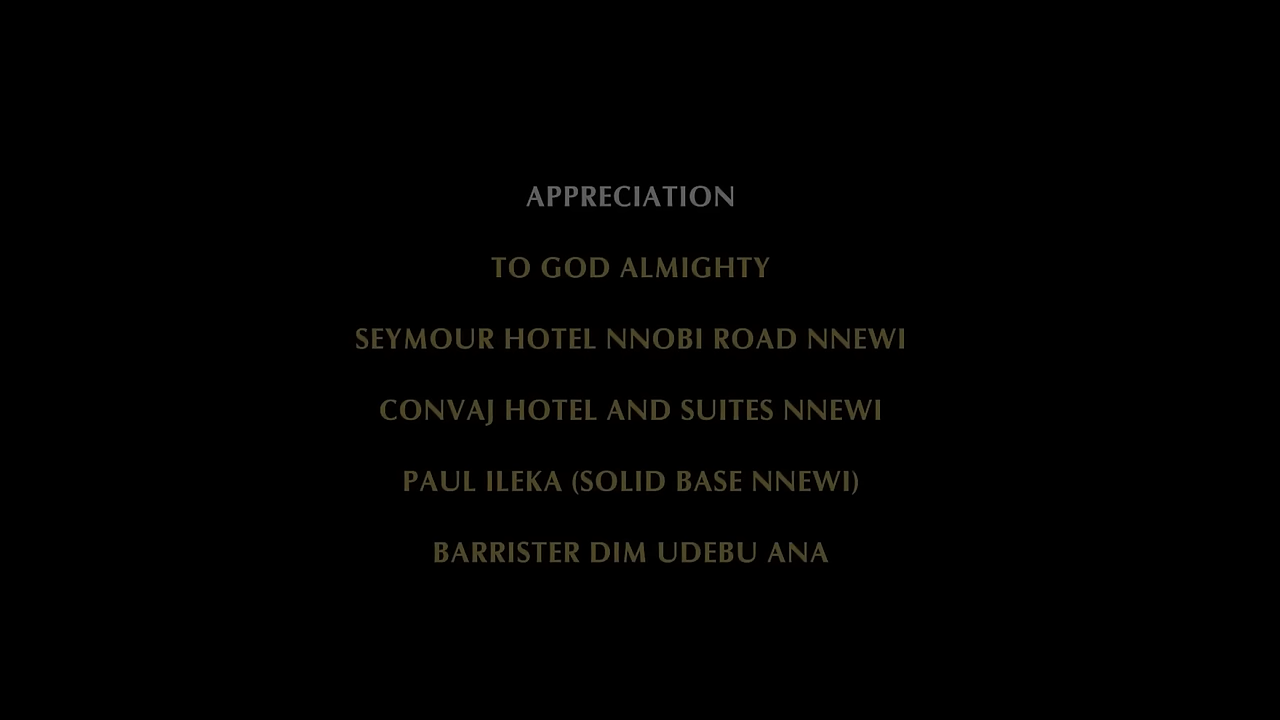 APPRECIATION
TO GOD ALMIGHTY
SEYMOUR HOTEL NNOBI ROAD NNEWI
CONVAJ HOTEL AND SUITES NNEWI
PAUL ILEKA (SOLID BASE NNEWI)
BARRISTER DIM UDEBU ANA